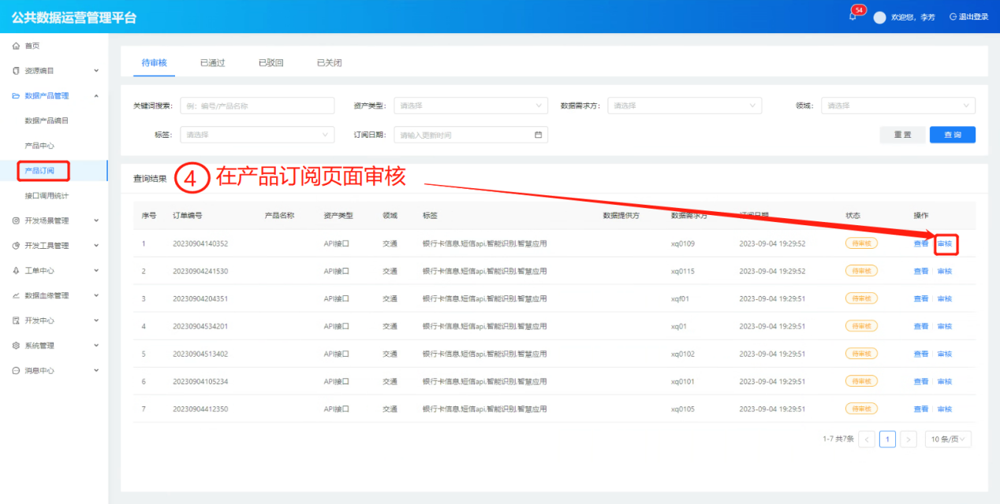 公共数据运营管理平台
54
欢迎您，李芳
退出登录
首页
资源编目
数据产品管理
数据产品编目
产品中心
产品订阅
接口调用统计
开发场景管理
开发工具管理
工单中心
数据血缘管理
开发中心
系统管理
消息中心
待审核 已通过 已驳回 已关闭
关键词搜索： 例：编号/产品名称 资产类型： 请选择 数据需求方： 请选择 领域： 请选择
标签： 请选择 订阅日期： 请输入更新时间 重置 查询
查询结果 ④ 在产品订阅页面审核
序号 订单编号 产品名称 资产类型 领域 标签 数据提供方 数据需求方 订阅日期 状态 操作
1 20230904140352 API接口 交通 银行卡信息,短信api,智能识别,智慧应用 xq0109 2023-09-04 19:29:52 待审核 查看 审核
2 20230904241530 API接口 交通 银行卡信息,短信api,智能识别,智慧应用 xq0115 2023-09-04 19:29:52 待审核 查看 审核
3 20230904204351 API接口 交通 银行卡信息,短信api,智能识别,智慧应用 xqf01 2023-09-04 19:29:51 待审核 查看 审核
4 20230904534201 API接口 交通 银行卡信息,短信api,智能识别,智慧应用 xq01 2023-09-04 19:29:51 待审核 查看 审核
5 20230904513402 API接口 交通 银行卡信息,短信api,智能识别,智慧应用 xq0102 2023-09-04 19:29:51 待审核 查看 审核
6 20230904105234 API接口 交通 银行卡信息,短信api,智能识别,智慧应用 xq0101 2023-09-04 19:29:51 待审核 查看 审核
7 20230904412350 API接口 交通 银行卡信息,短信api,智能识别,智慧应用 xq0105 2023-09-04 19:29:51 待审核 查看 审核
1-7 共7条 < 1 > 10 条/页